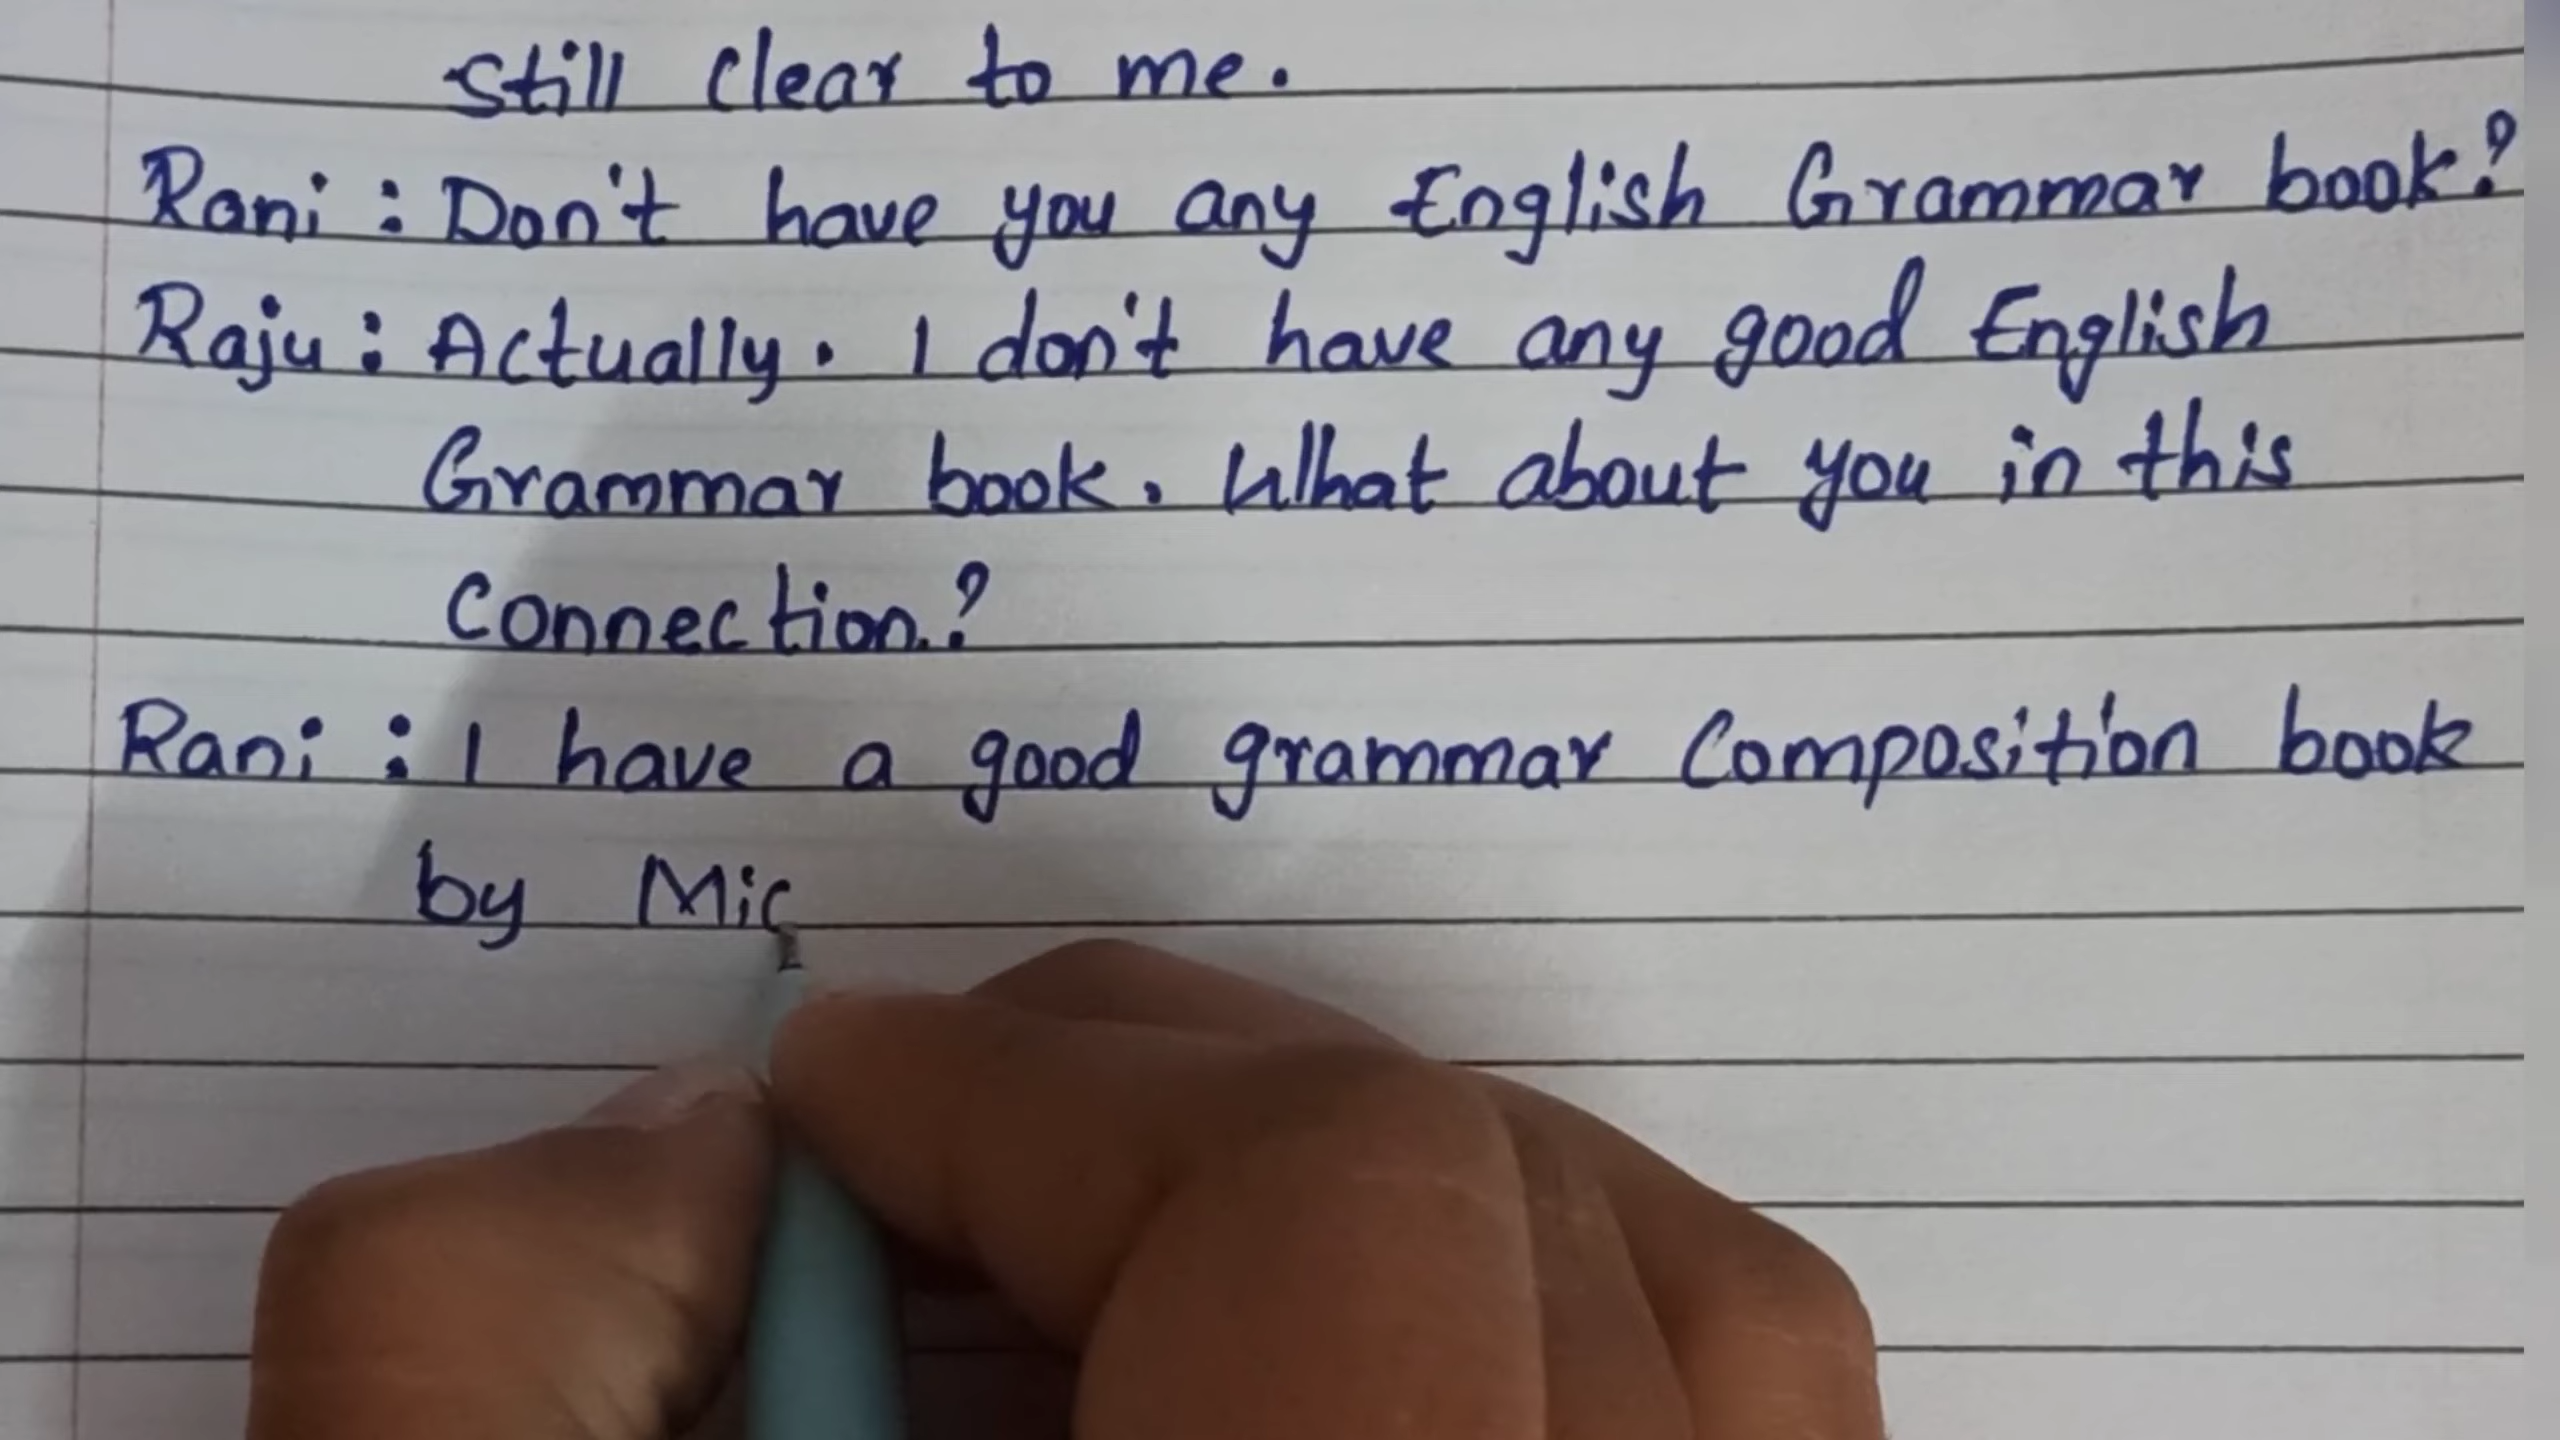 Still clear to me.
Rani : Don't have you any English Grammar book?
Raju : Actually. I don't have any good English
Grammar book. What about you in this
Connection.?
Rani : I have a good grammar Composition book
by Mic